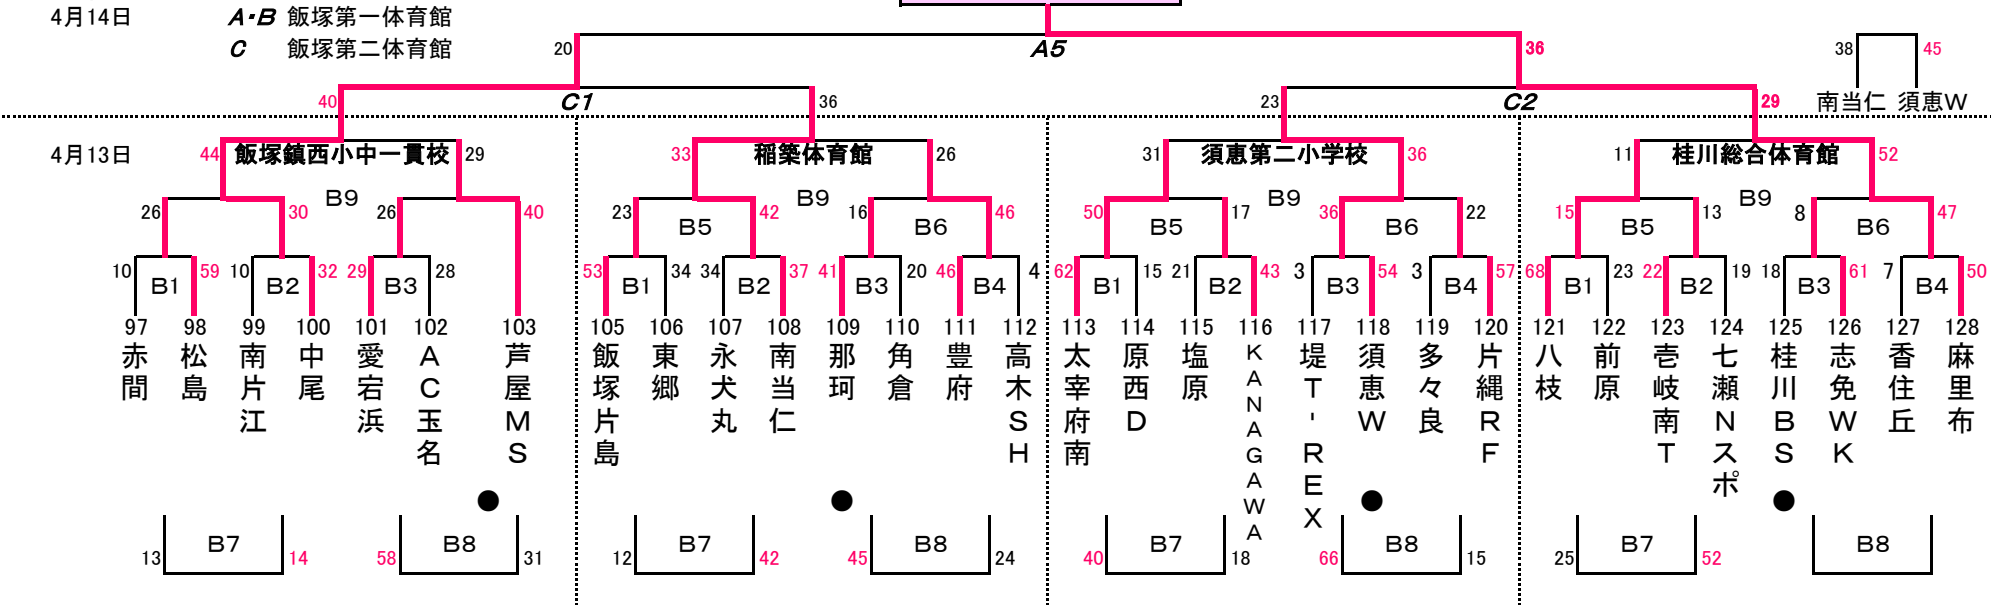 4月14日 A・B 飯塚第一体育館
C 飯塚第二体育館
20 A5 36 38 45
40 C1 36 23 C2 29 南当仁 須恵W
4月13日 44 飯塚鎮西小中一貫校 29 33 稲築体育館 26 31 須恵第二小学校 36 11 桂川総合体育館 52
B9 B9 B9 B9
26 30 26 40 23 42 16 46 50 17 36 22 15 13 8 47
B5 B6 B5 B6 B5 B6
10 59 10 32 29 28 53 34 34 37 41 20 46 4 62 15 21 43 3 54 3 57 68 23 22 19 18 61 7 50
B1 B2 B3 B1 B2 B3 B4 B1 B2 B3 B4 B1 B2 B3 B4
97 98 99 100 101 102 103 105 106 107 108 109 110 111 112 113 114 115 116 117 118 119 120 121 122 123 124 125 126 127 128
赤間
松島
南片江
中尾
愛宕浜
AC玉名
芦屋MS
飯塚片島
東郷
永犬丸
南当仁
那珂
角倉
豊府
高木SH
太宰府南
原西D
塩原
KANAGAWA
堤T-REX
須恵W
多々良
片縄RF
八枝
前原
壱岐南T
七瀬Nスポ
桂川BS
志免WK
香住丘
麻里布
13 B7 14 58 B8 31 12 B7 42 45 B8 24 40 B7 18 66 B8 15 25 B7 52 B8